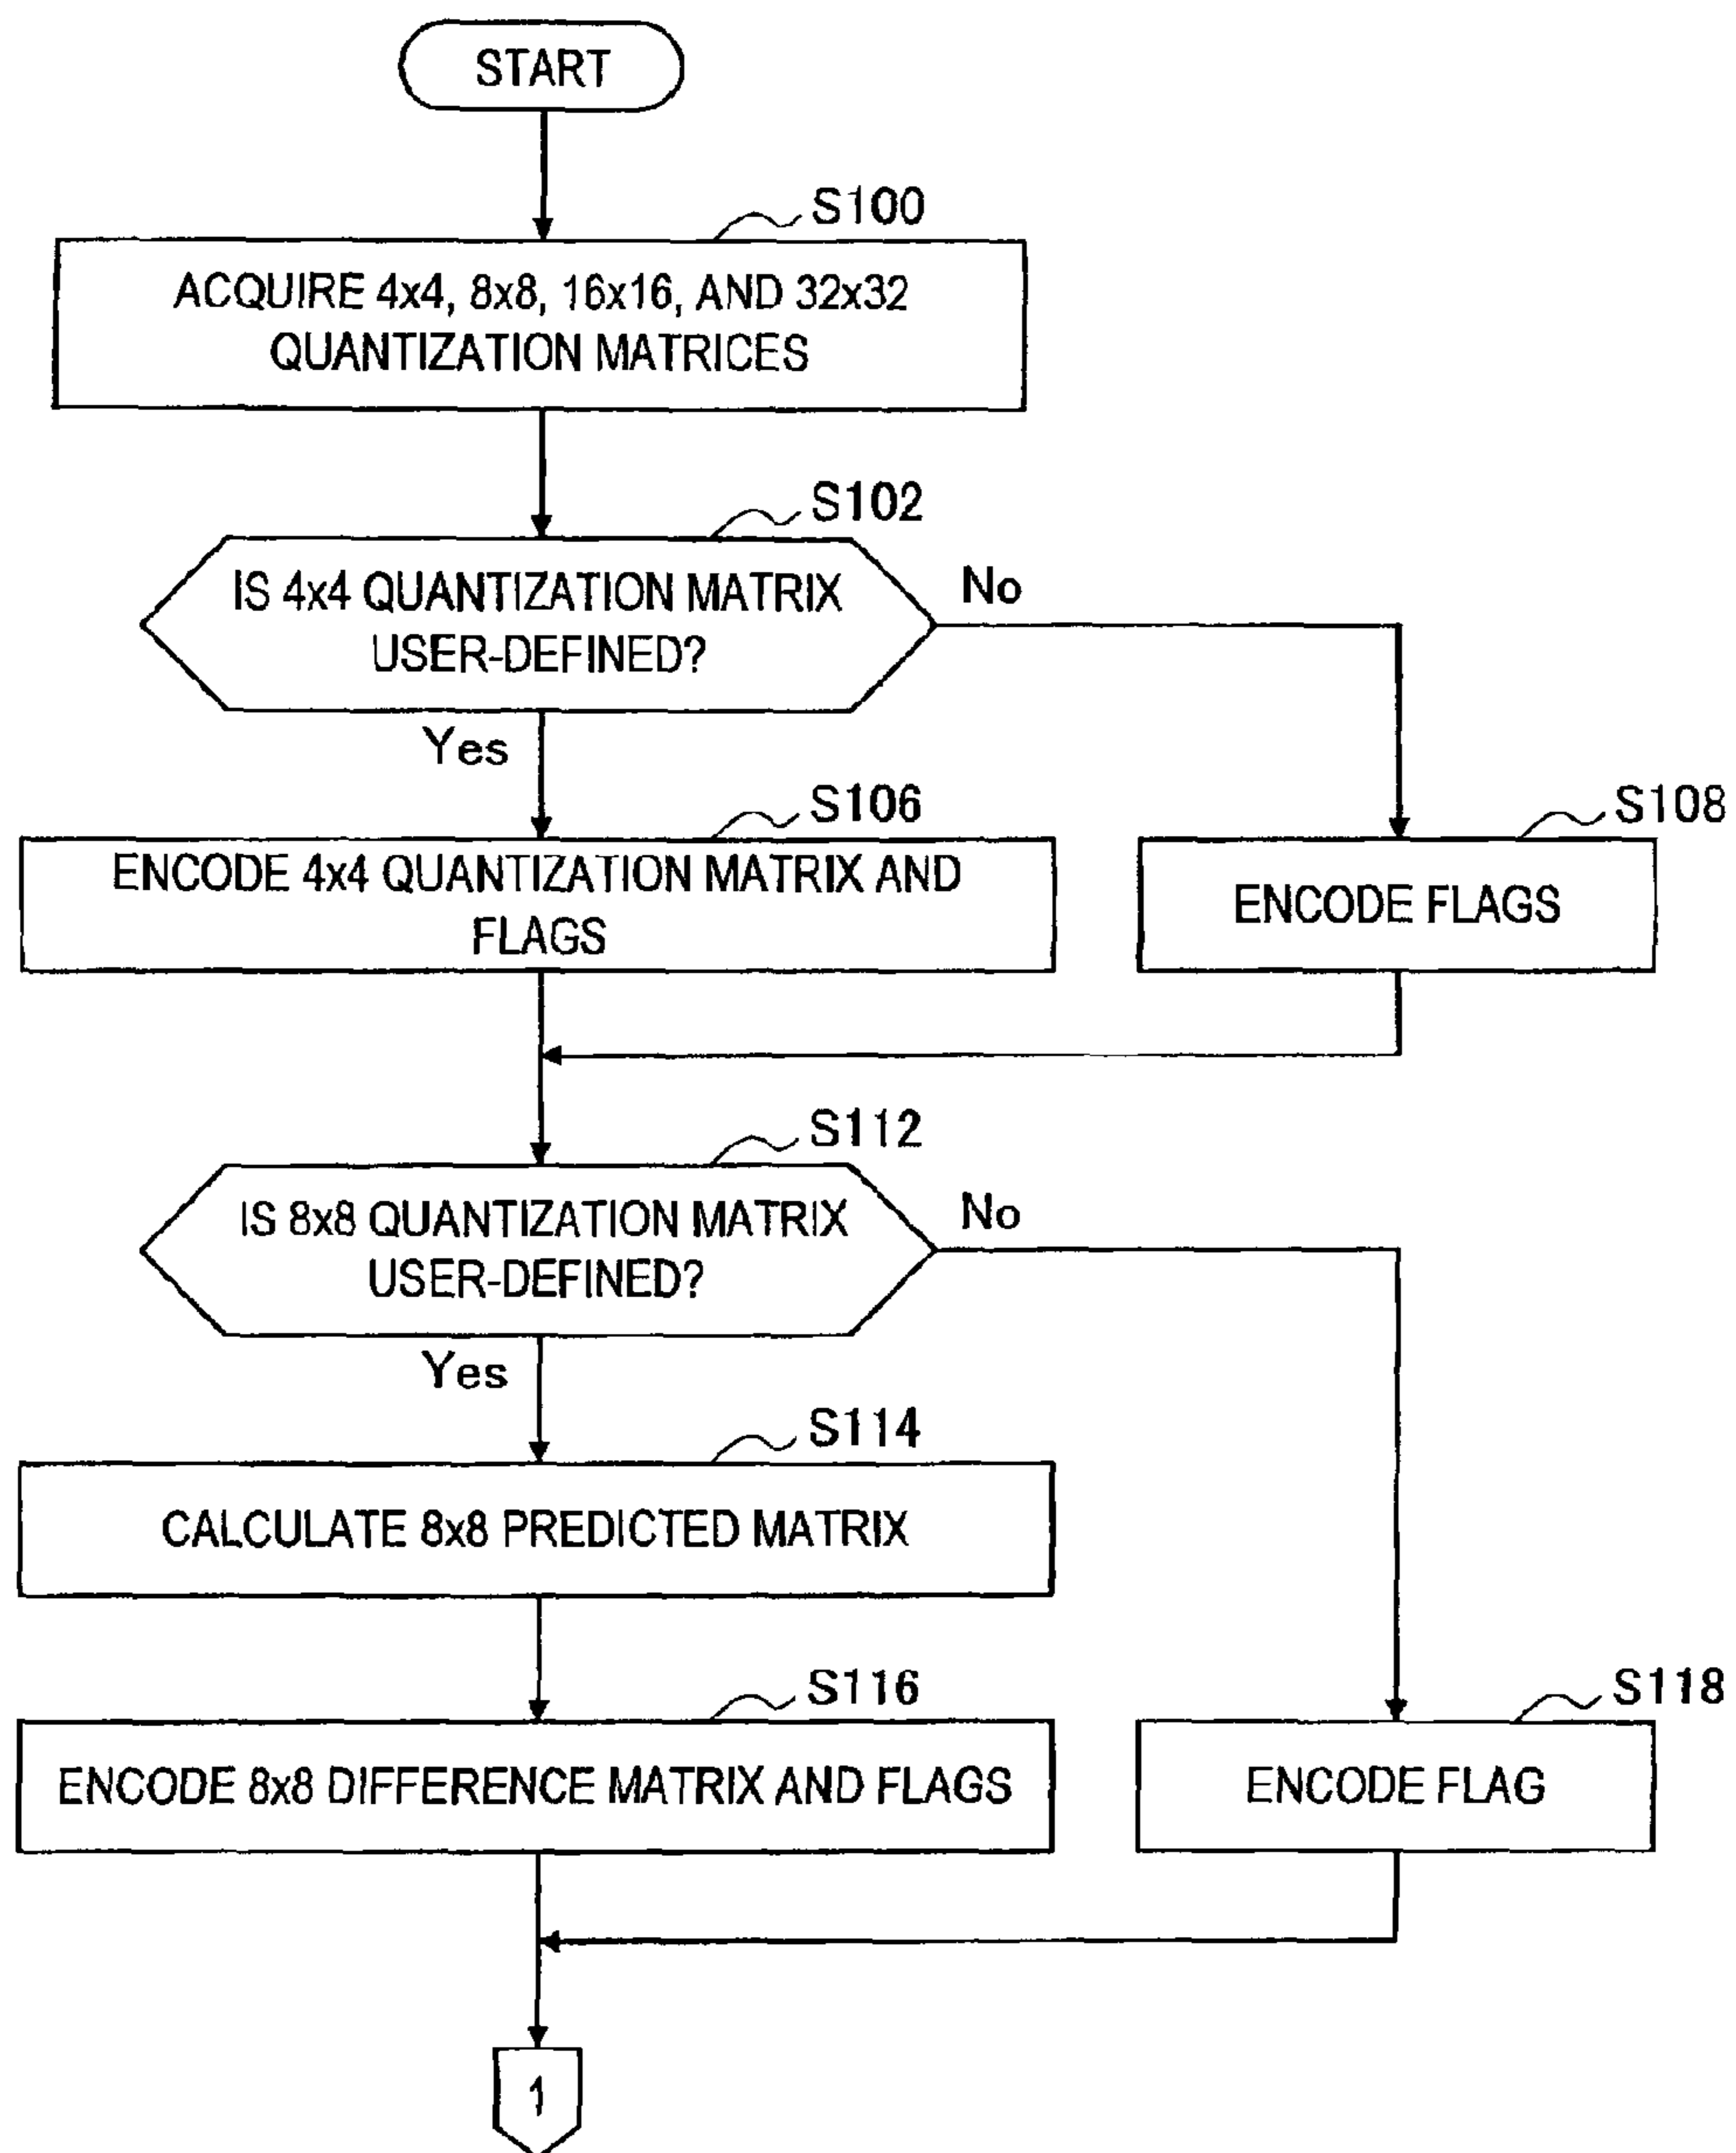 START
S100
ACQUIRE 4x4, 8x8, 16x16, AND 32x32
QUANTIZATION MATRICES
S102
IS 4x4 QUANTIZATION MATRIX
USER-DEFINED?
No
Yes
S106
ENCODE 4x4 QUANTIZATION MATRIX AND
FLAGS
S108
ENCODE FLAGS
S112
IS 8x8 QUANTIZATION MATRIX
USER-DEFINED?
No
Yes
S114
CALCULATE 8x8 PREDICTED MATRIX
S116
ENCODE 8x8 DIFFERENCE MATRIX AND FLAGS
S118
ENCODE FLAG
1